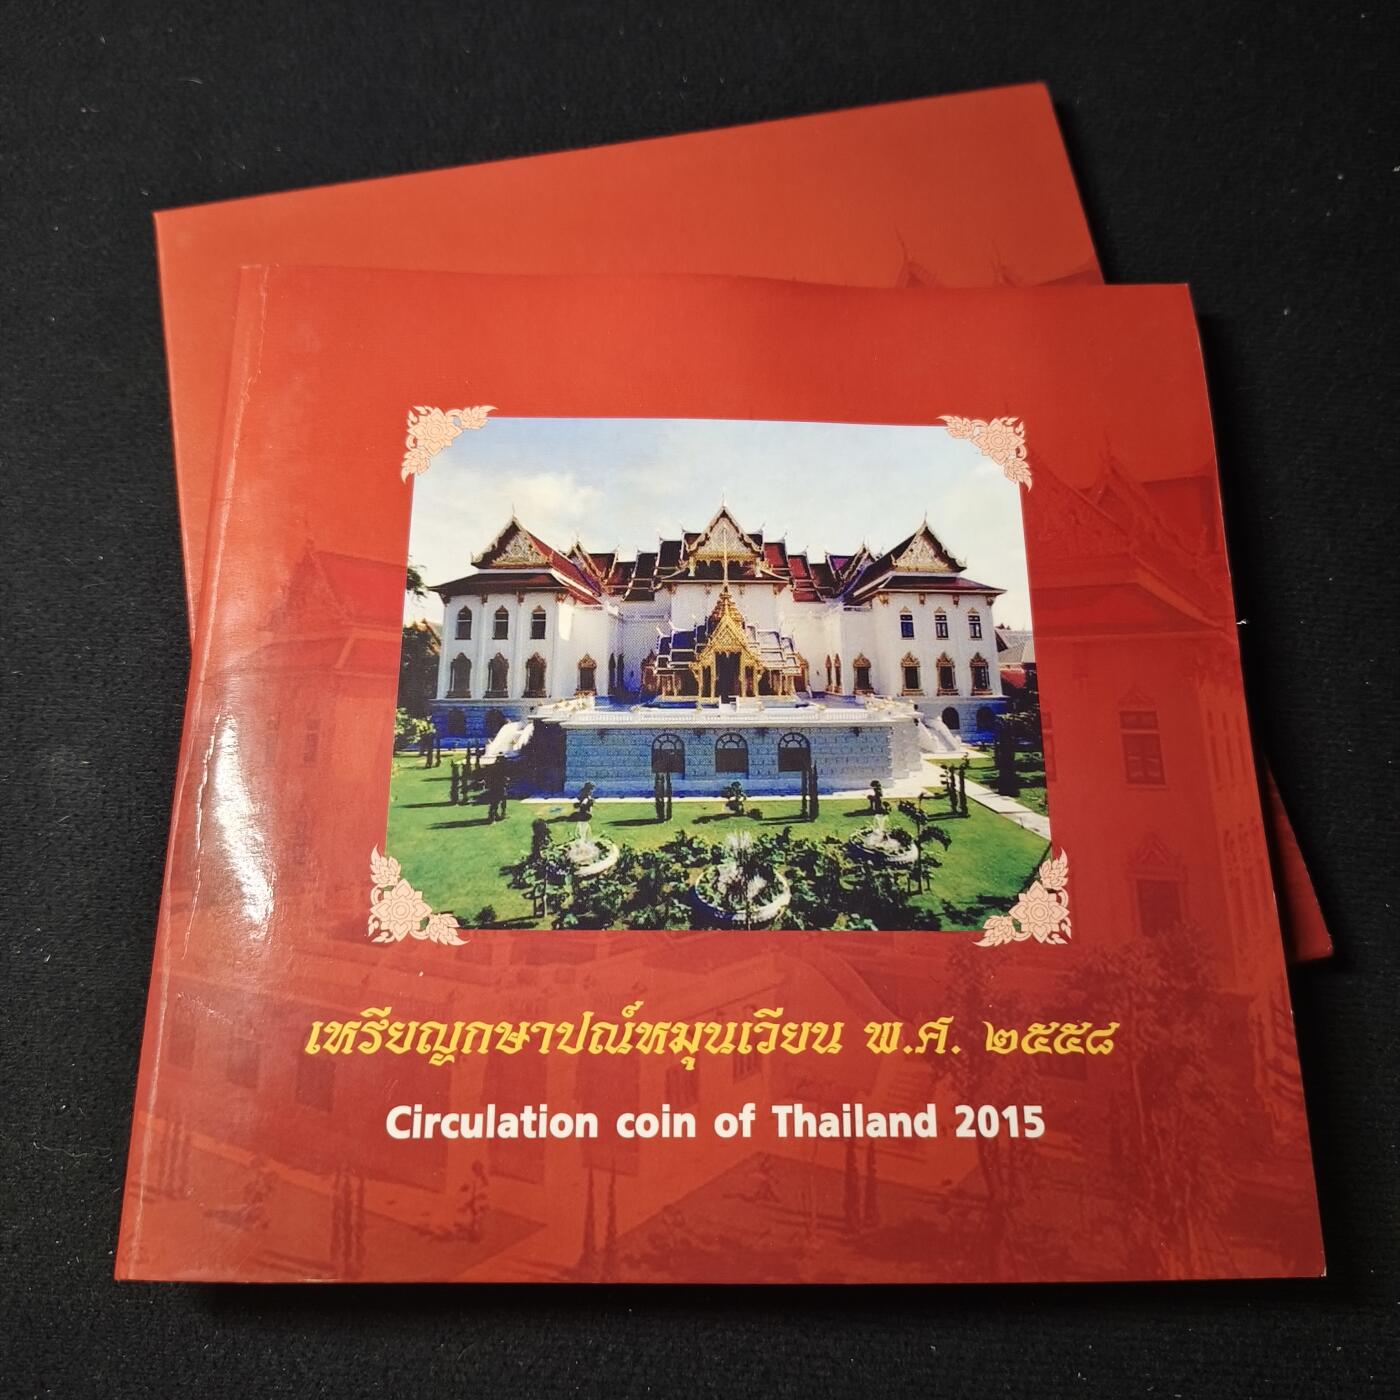 เหรียญกษาปณ์หมุนเวียน พ.ศ. ๒๕๕๘
Circulation coin of Thailand 2015